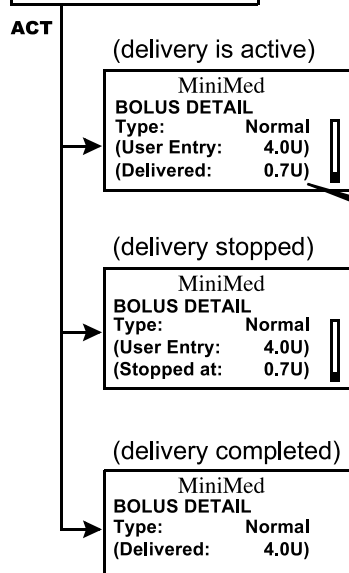 ACT
(delivery is active)
MiniMed
BOLUS DETAIL
Type: Normal
(User Entry: 4.0U)
(Delivered: 0.7U)
(delivery stopped)
MiniMed
BOLUS DETAIL
Type: Normal
(User Entry: 4.0U)
(Stopped at: 0.7U)
(delivery completed)
MiniMed
BOLUS DETAIL
Type: Normal
(Delivered: 4.0U)